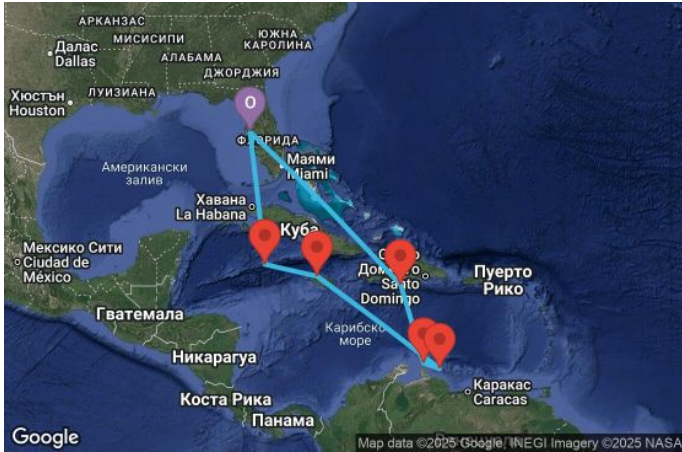 АРКАНЗАС
МИСИСИПИ
ЮЖНА
КАРОЛИНА
Далас
Dallas
АЛАБАМА
ДЖОРДЖИЯ
Хюстън
Houston
ЛУИЗИАНА
O
ФЛОРИДА
Маями
Miami
Американски
залив
Хавана
La Habana
Куба
Мексико Сити
Ciudad de
México
Санто
Доминго
Santo
Domingo
Пуерто
Рико
Гватемала
Карибско
море
Никарагуа
Коста Рика
Каракас
Caracas
Панама
Google
Map data ©2025 Google, INEGI Imagery ©2025 NASA